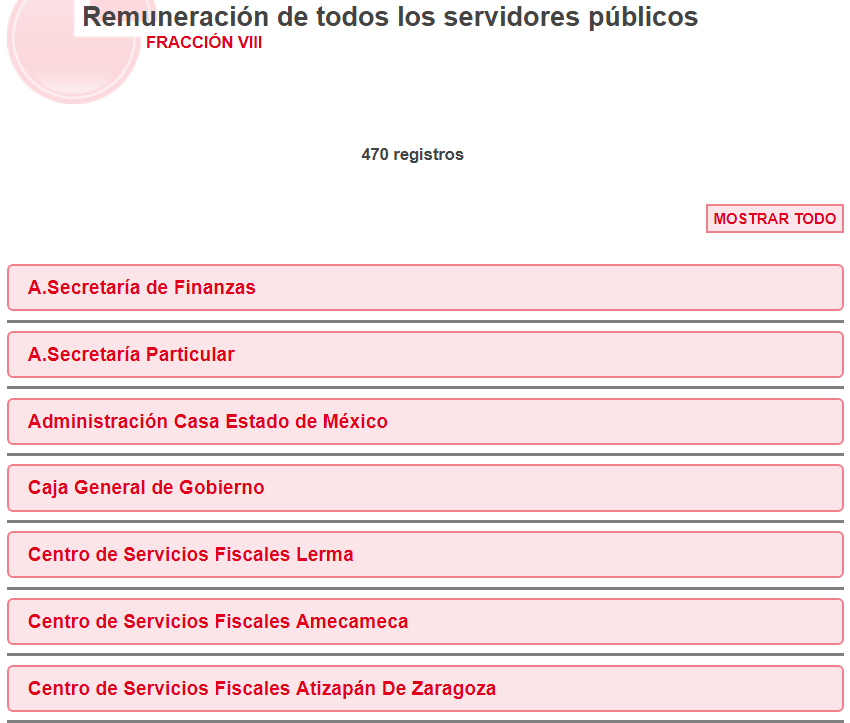 Remuneración de todos los servidores públicos
FRACCIÓN VIII
470 registros
MOSTRAR TODO
A.Secretaría de Finanzas
A.Secretaría Particular
Administración Casa Estado de México
Caja General de Gobierno
Centro de Servicios Fiscales Lerma
Centro de Servicios Fiscales Amecameca
Centro de Servicios Fiscales Atizapán De Zaragoza